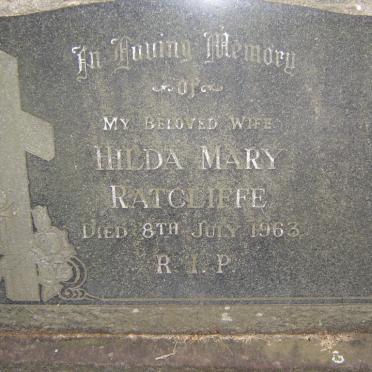 In Loving Memory
of
MY BELOVED WIFE
HILDA MARY
RATCLIFFE
DIED 8TH JULY 1963
R. I. P.